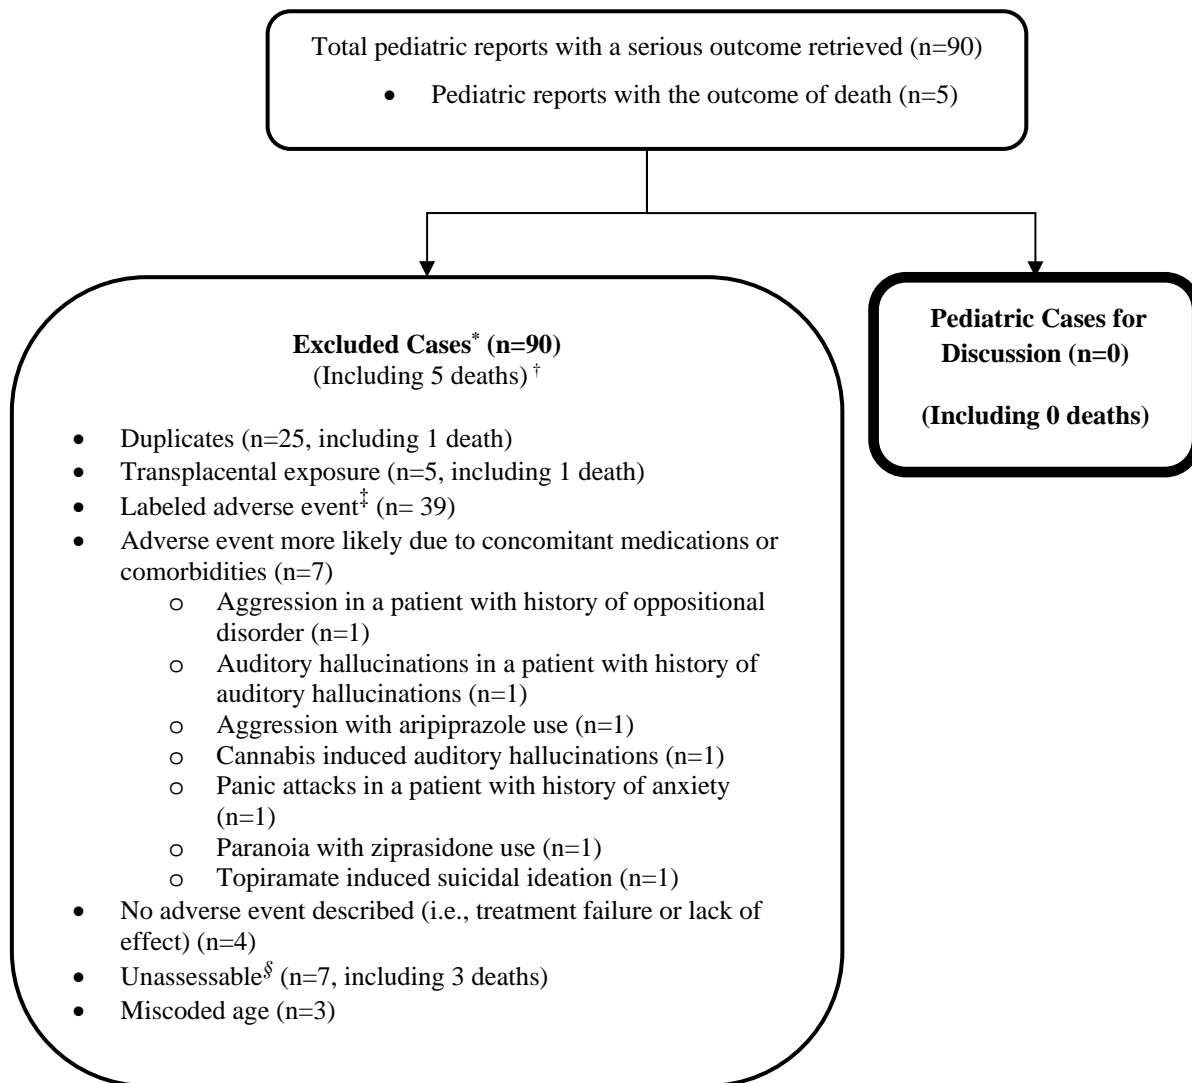 Total pediatric reports with a serious outcome retrieved (n=90)
• Pediatric reports with the outcome of death (n=5)
Excluded Cases* (n=90)
(Including 5 deaths) †
• Duplicates (n=25, including 1 death)
• Transplacental exposure (n=5, including 1 death)
• Labeled adverse event‡ (n= 39)
• Adverse event more likely due to concomitant medications or
comorbidities (n=7)
o Aggression in a patient with history of oppositional
disorder (n=1)
o Auditory hallucinations in a patient with history of
auditory hallucinations (n=1)
o Aggression with aripiprazole use (n=1)
o Cannabis induced auditory hallucinations (n=1)
o Panic attacks in a patient with history of anxiety
(n=1)
o Paranoia with ziprasidone use (n=1)
o Topiramate induced suicidal ideation (n=1)
• No adverse event described (i.e., treatment failure or lack of
effect) (n=4)
• Unassessable§ (n=7, including 3 deaths)
• Miscoded age (n=3)
Pediatric Cases for
Discussion (n=0)
(Including 0 deaths)